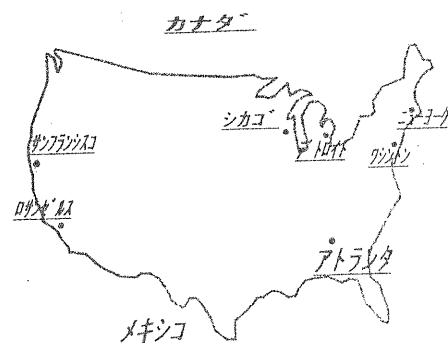 カナダ
シカゴ
ニューヨーク
サンフランシスコ
デトロイト
ワシントン
ロサンゼルス
アトランタ
メキシコ